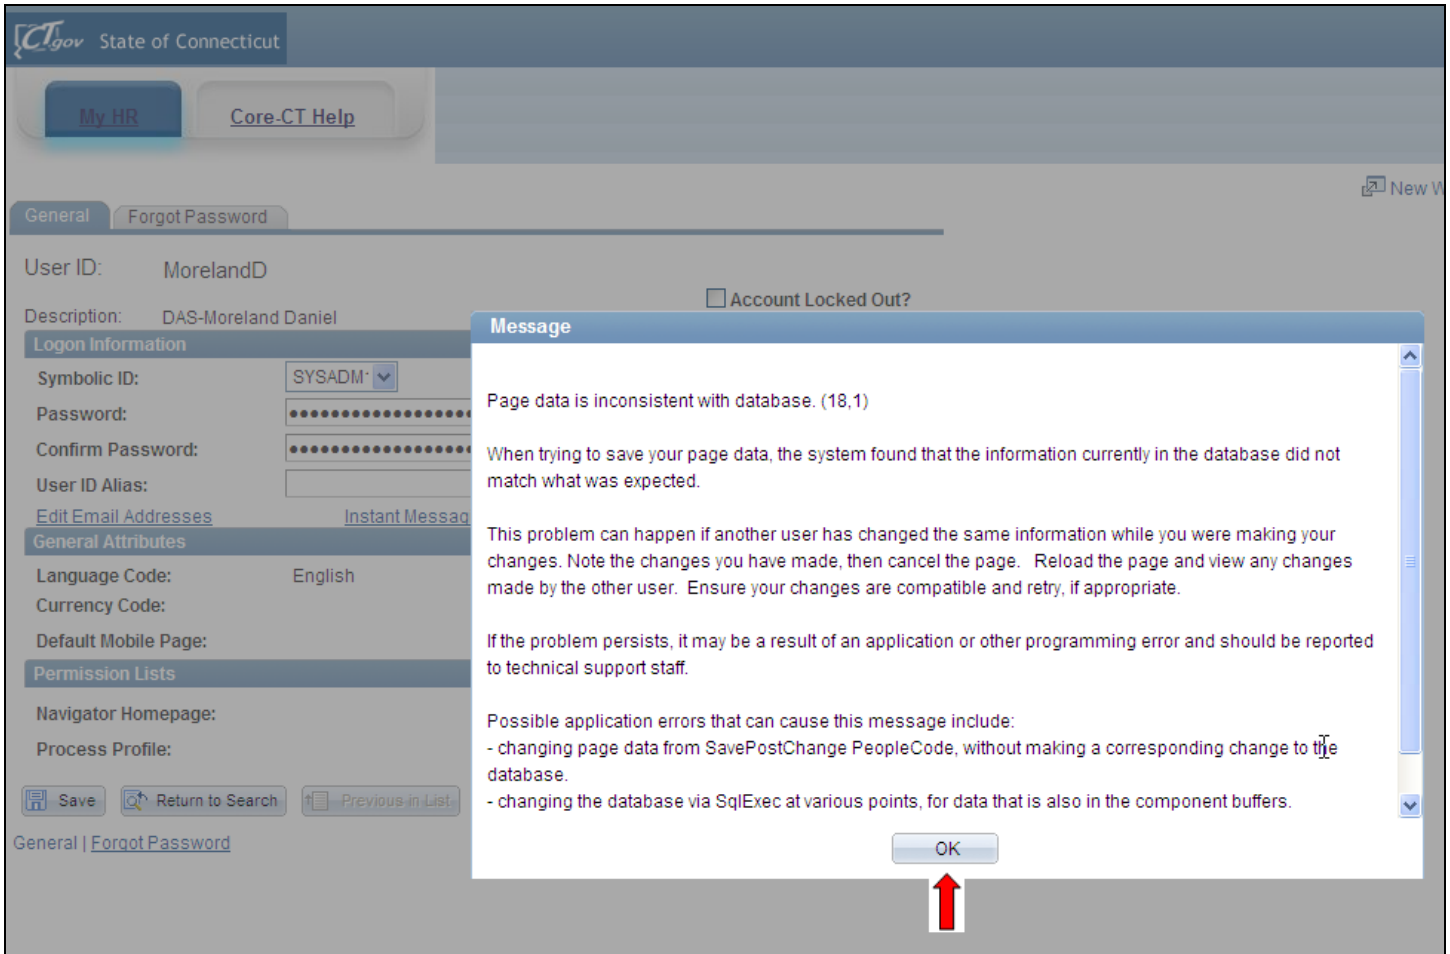 CTgov State of Connecticut
My HR
Core-CT Help
New W
General
Forgot Password
User ID: MorelandD
Account Locked Out?
Description: DAS-Moreland Daniel
Logon Information
Symbolic ID: SYSADM
Password: ••••••••••••••••••
Confirm Password: ••••••••••••••••••
User ID Alias:
Edit Email Addresses Instant Messag
General Attributes
Language Code: English
Currency Code:
Default Mobile Page:
Permission Lists
Navigator Homepage:
Process Profile:
Save Return to Search Previous in List
General | Forgot Password
Message
Page data is inconsistent with database. (18,1)
When trying to save your page data, the system found that the information currently in the database did not
match what was expected.
This problem can happen if another user has changed the same information while you were making your
changes. Note the changes you have made, then cancel the page.   Reload the page and view any changes
made by the other user.  Ensure your changes are compatible and retry, if appropriate.
If the problem persists, it may be a result of an application or other programming error and should be reported
to technical support staff.
Possible application errors that can cause this message include:
- changing page data from SavePostChange PeopleCode, without making a corresponding change to the
database.
- changing the database via SqlExec at various points, for data that is also in the component buffers.
OK